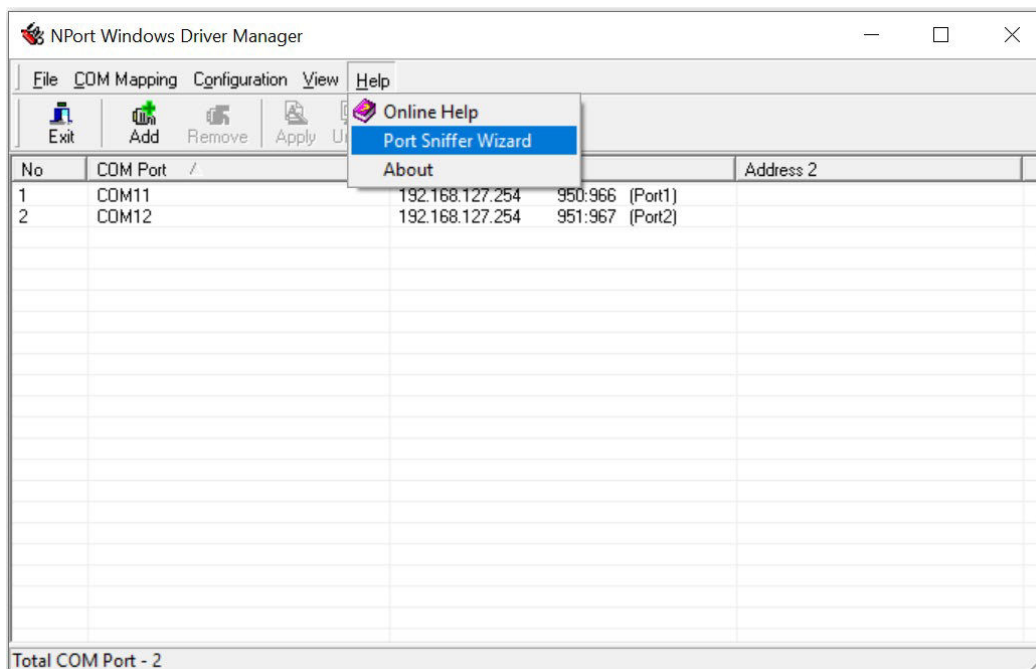 NPort Windows Driver Manager
File COM Mapping Configuration View Help
Exit Add Remove Apply
Online Help
Port Sniffer Wizard
About
No COM Port Address 2
1 COM11 192.168.127.254 950:966 (Port1)
2 COM12 192.168.127.254 951:967 (Port2)
Total COM Port - 2